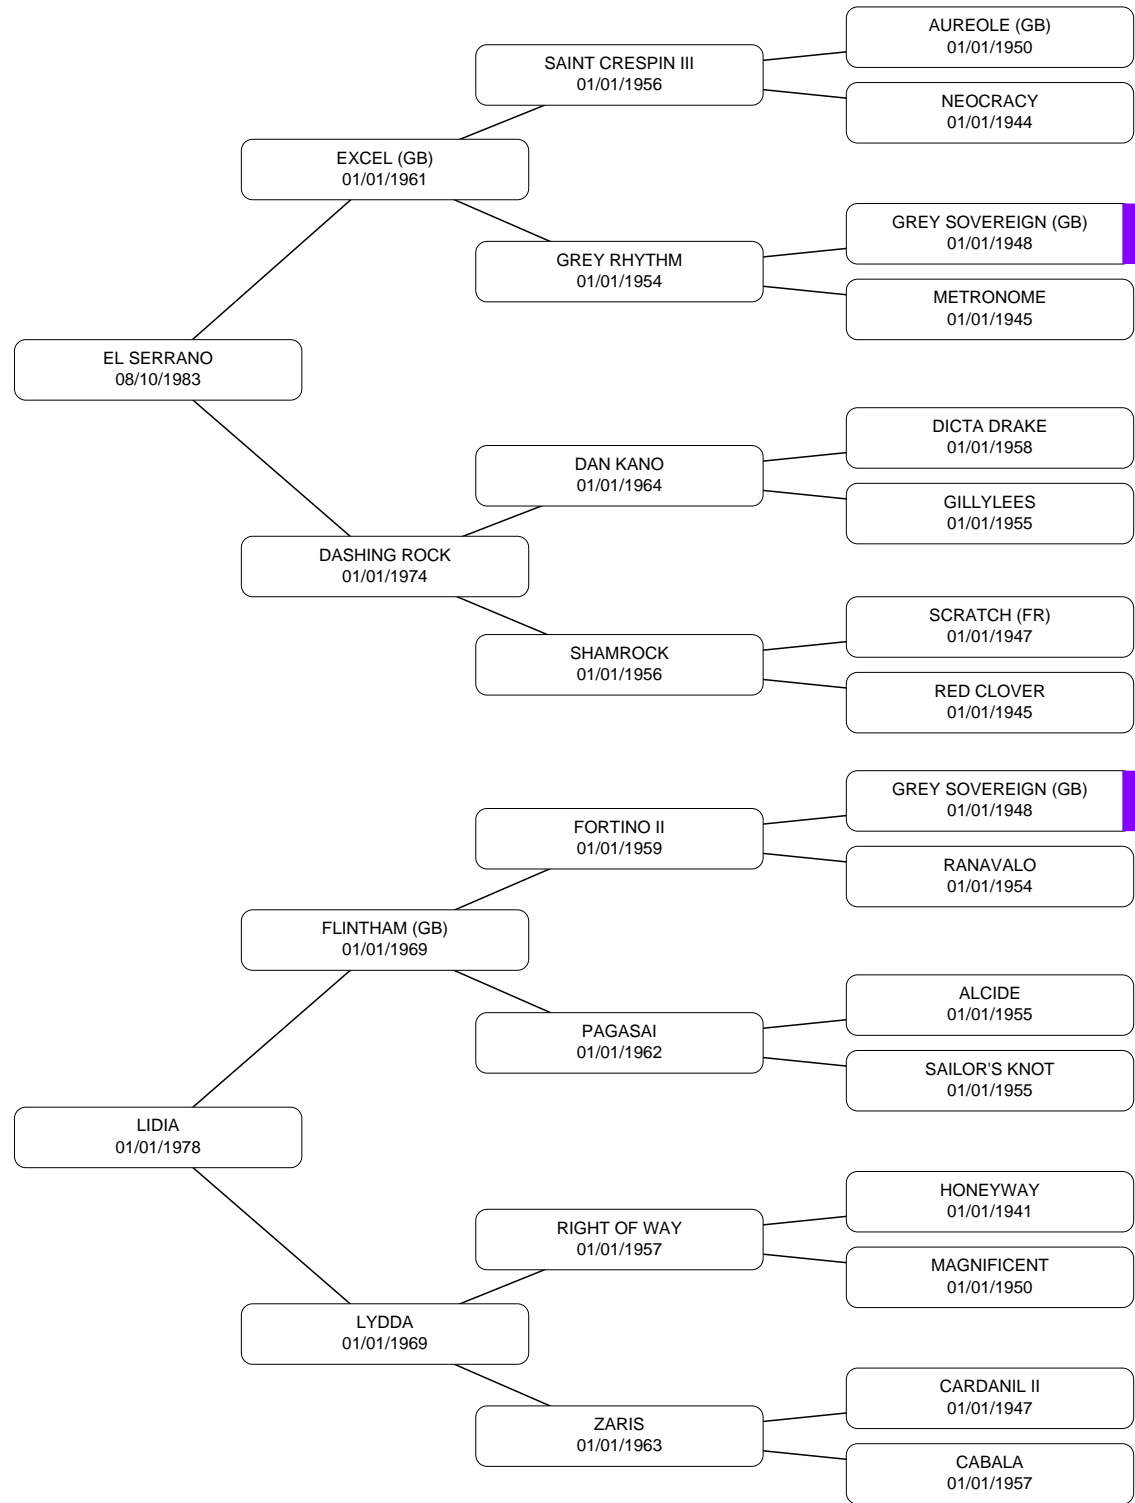 AUREOLE (GB)
01/01/1950
SAINT CRESPIN III
01/01/1956
NEOCRACY
01/01/1944
EXCEL (GB)
01/01/1961
GREY SOVEREIGN (GB)
01/01/1948
GREY RHYTHM
01/01/1954
METRONOME
01/01/1945
EL SERRANO
08/10/1983
DICTA DRAKE
01/01/1958
DAN KANO
01/01/1964
GILLYLEES
01/01/1955
DASHING ROCK
01/01/1974
SCRATCH (FR)
01/01/1947
SHAMROCK
01/01/1956
RED CLOVER
01/01/1945
GREY SOVEREIGN (GB)
01/01/1948
FORTINO II
01/01/1959
RANAVALO
01/01/1954
FLINTHAM (GB)
01/01/1969
ALCIDE
01/01/1955
PAGASAI
01/01/1962
SAILOR'S KNOT
01/01/1955
LIDIA
01/01/1978
HONEYWAY
01/01/1941
RIGHT OF WAY
01/01/1957
MAGNIFICENT
01/01/1950
LYDDA
01/01/1969
CARDANIL II
01/01/1947
ZARIS
01/01/1963
CABALA
01/01/1957